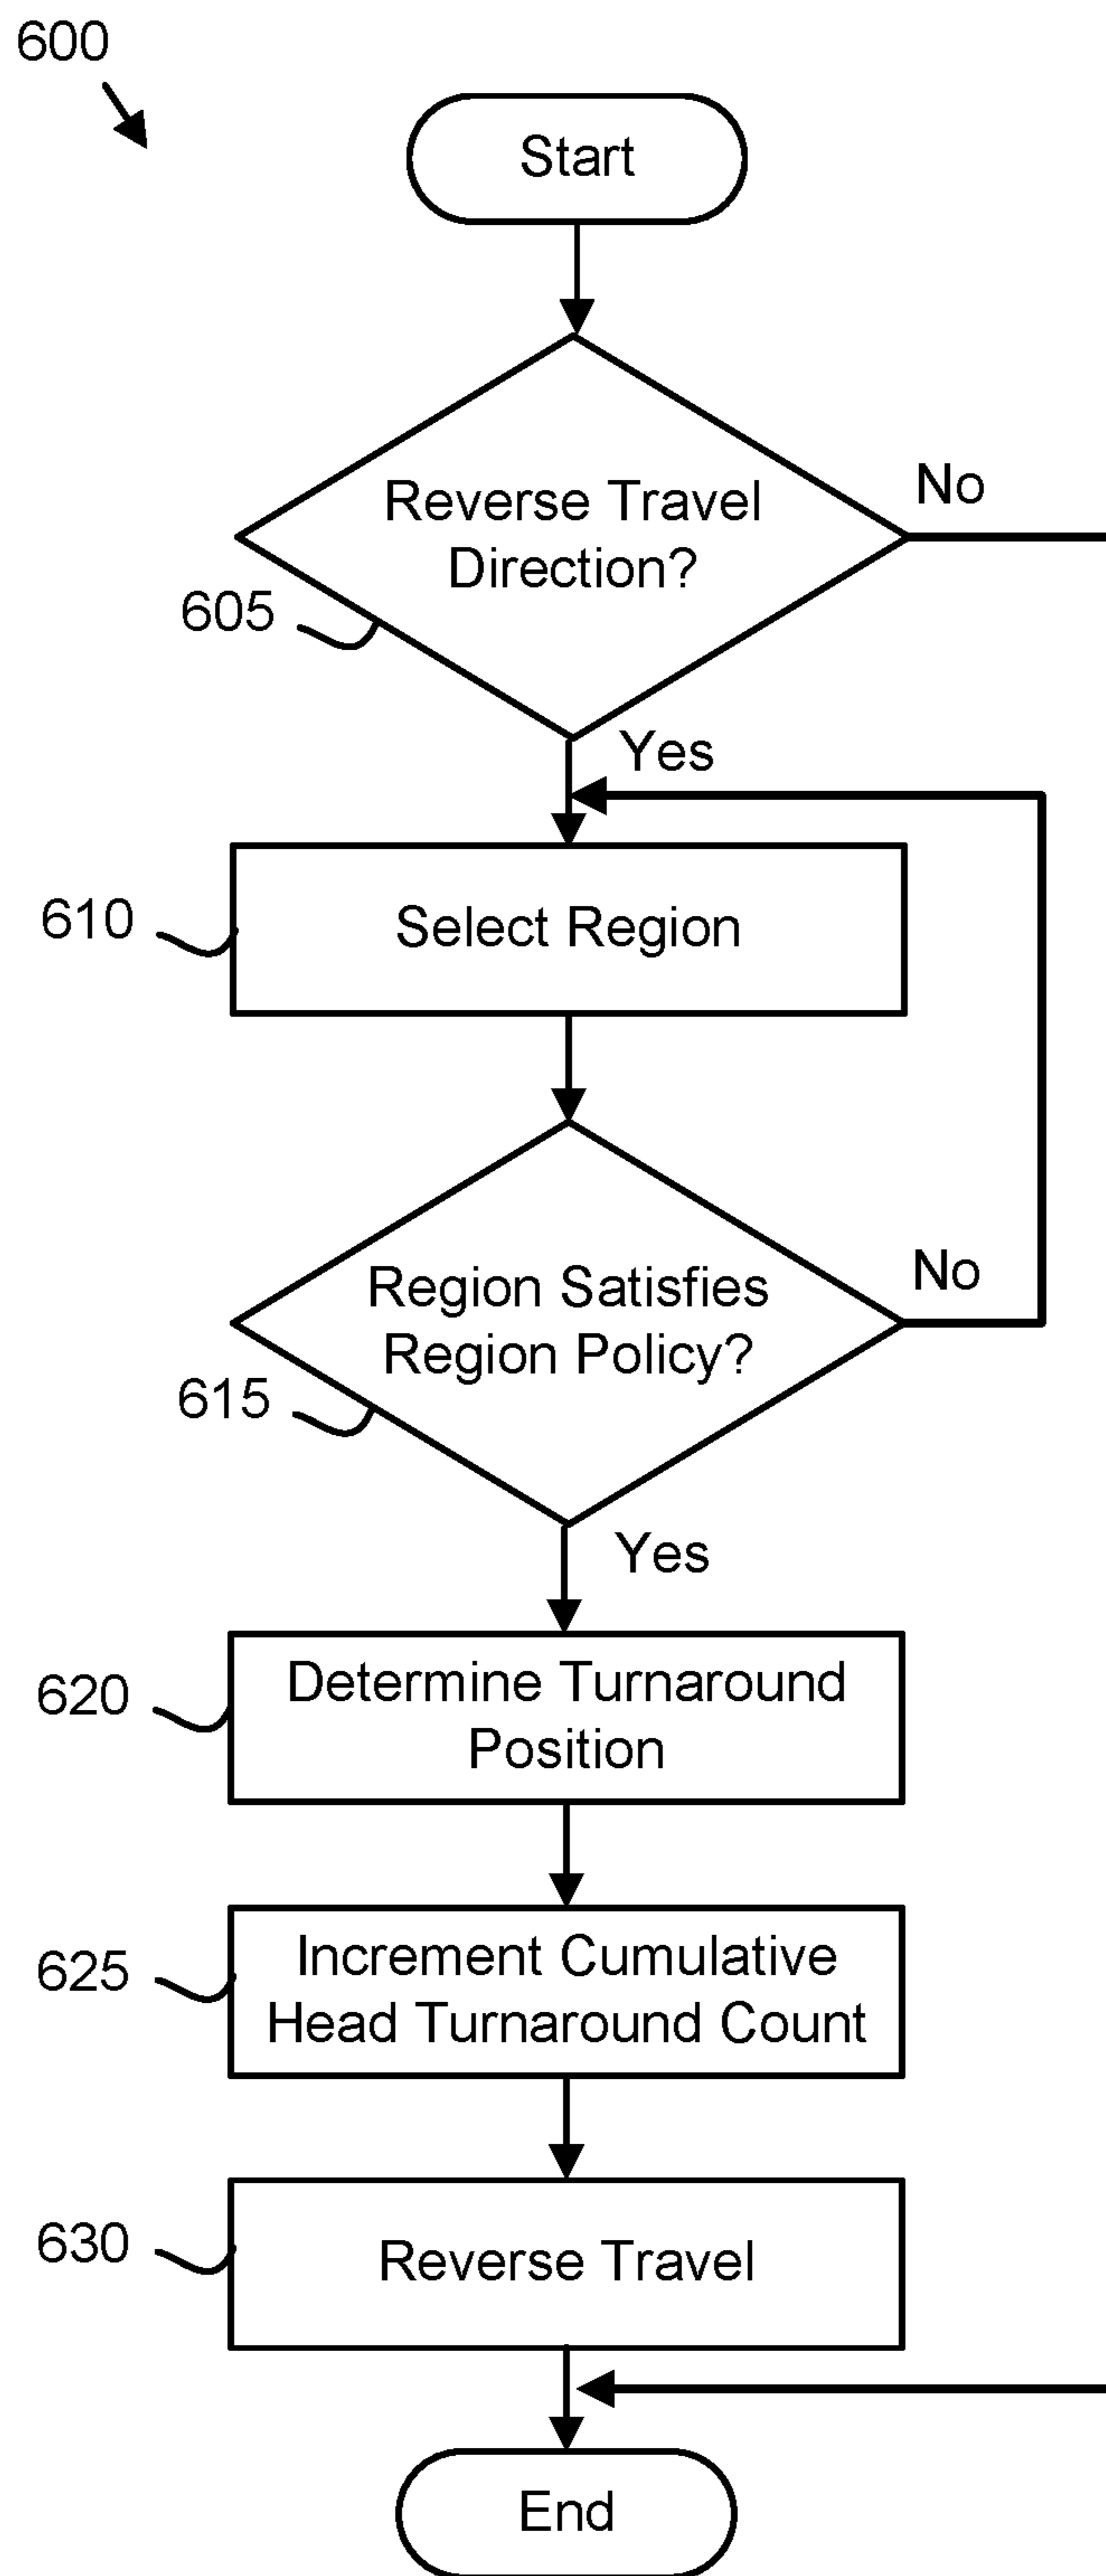 600
Start
Reverse Travel
Direction?
No
605
Yes
610
Select Region
Region Satisfies
Region Policy?
No
615
Yes
620
Determine Turnaround
Position
625
Increment Cumulative
Head Turnaround Count
630
Reverse Travel
End